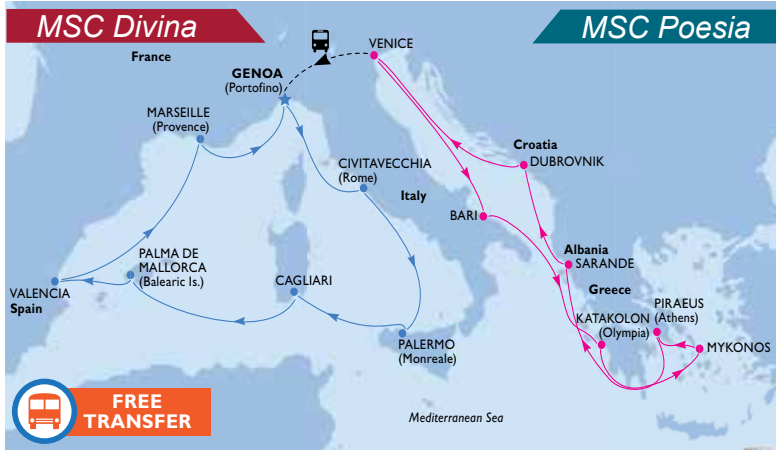 MSC Divina
MSC Poesia
France
VENICE
GENOA
(Portofino)
MARSEILLE
(Provence)
Croatia
DUBROVNIK
CIVITAVECCHIA
(Rome)
Italy
BARI
PALMA DE
MALLORCA
(Balearic Is.)
Albania
SARANDE
VALENCIA
Spain
CAGLIARI
Greece
PIRAEUS
(Athens)
KATAKOLON
(Olympia)
MYKONOS
PALERMO
(Monreale)
FREE
TRANSFER
Mediterranean Sea